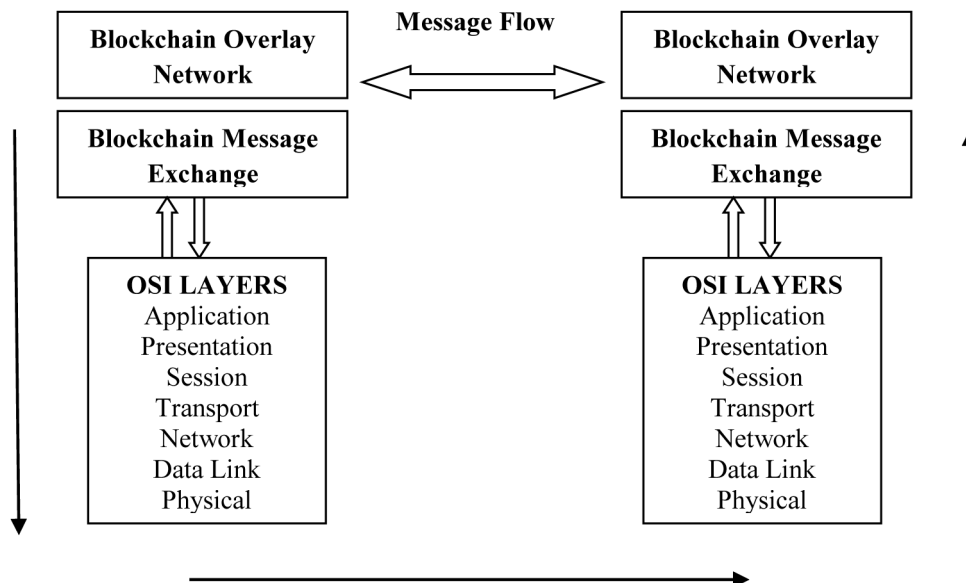 Message Flow
Blockchain Overlay
Network
Blockchain Message
Exchange
OSI LAYERS
Application
Presentation
Session
Transport
Network
Data Link
Physical
Blockchain Overlay
Network
Blockchain Message
Exchange
OSI LAYERS
Application
Presentation
Session
Transport
Network
Data Link
Physical